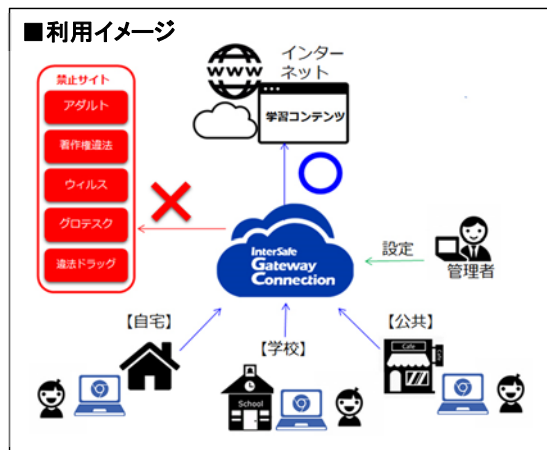 ■利用イメージ
禁止サイト
アダルト
著作権違法
ウィルス
グロテスク
違法ドラッグ
インター
ネット
WWW
学習コンテンツ
InterSafe
Gateway
Connection
設定
管理者
【自宅】
【学校】
【公共】
School
Cafe